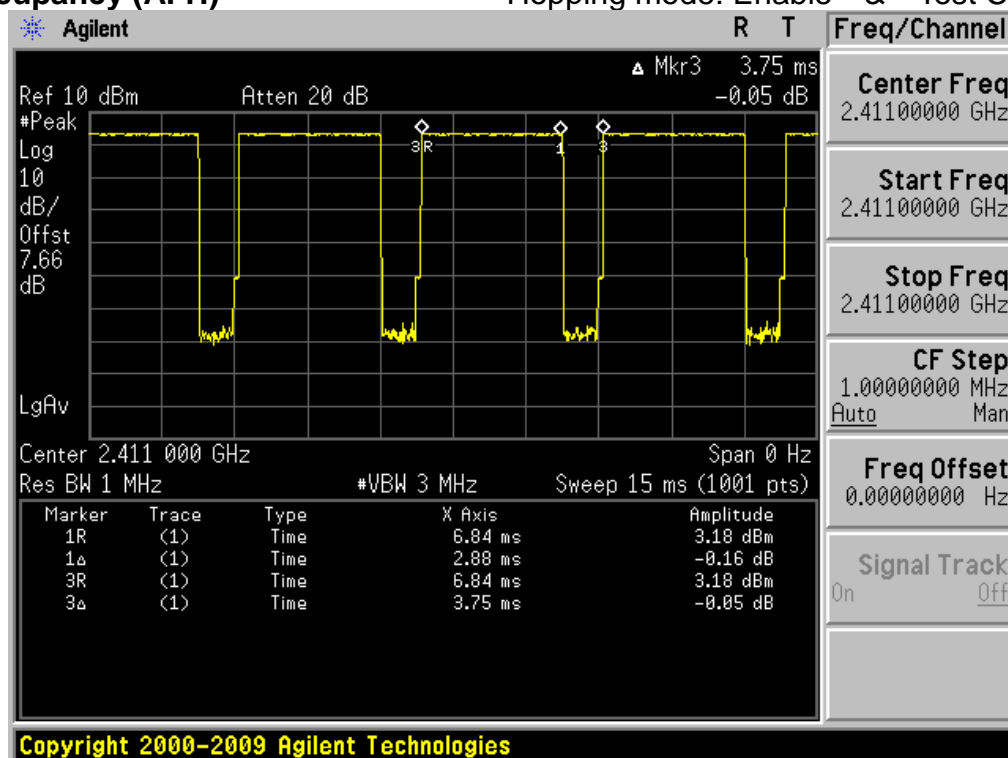 cupancy (AFH) Hopping mode: Enable & Test C
Agilent R T
Δ Mkr3 3.75 ms
Ref 10 dBm Atten 20 dB -0.05 dB
#Peak
Log
10
dB/
Offst
7.66
dB
LgAv
3R 1 3
Center 2.411 000 GHz Span 0 Hz
Res BW 1 MHz #VBW 3 MHz Sweep 15 ms (1001 pts)
Marker Trace Type X Axis Amplitude
1R (1) Time 6.84 ms 3.18 dBm
1Δ (1) Time 2.88 ms -0.16 dB
3R (1) Time 6.84 ms 3.18 dBm
3Δ (1) Time 3.75 ms -0.05 dB
Freq/Channel
Center Freq
2.41100000 GHz
Start Freq
2.41100000 GHz
Stop Freq
2.41100000 GHz
CF Step
1.00000000 MHz
Auto Man
Freq Offset
0.00000000 Hz
Signal Track
On Off
Copyright 2000-2009 Agilent Technologies